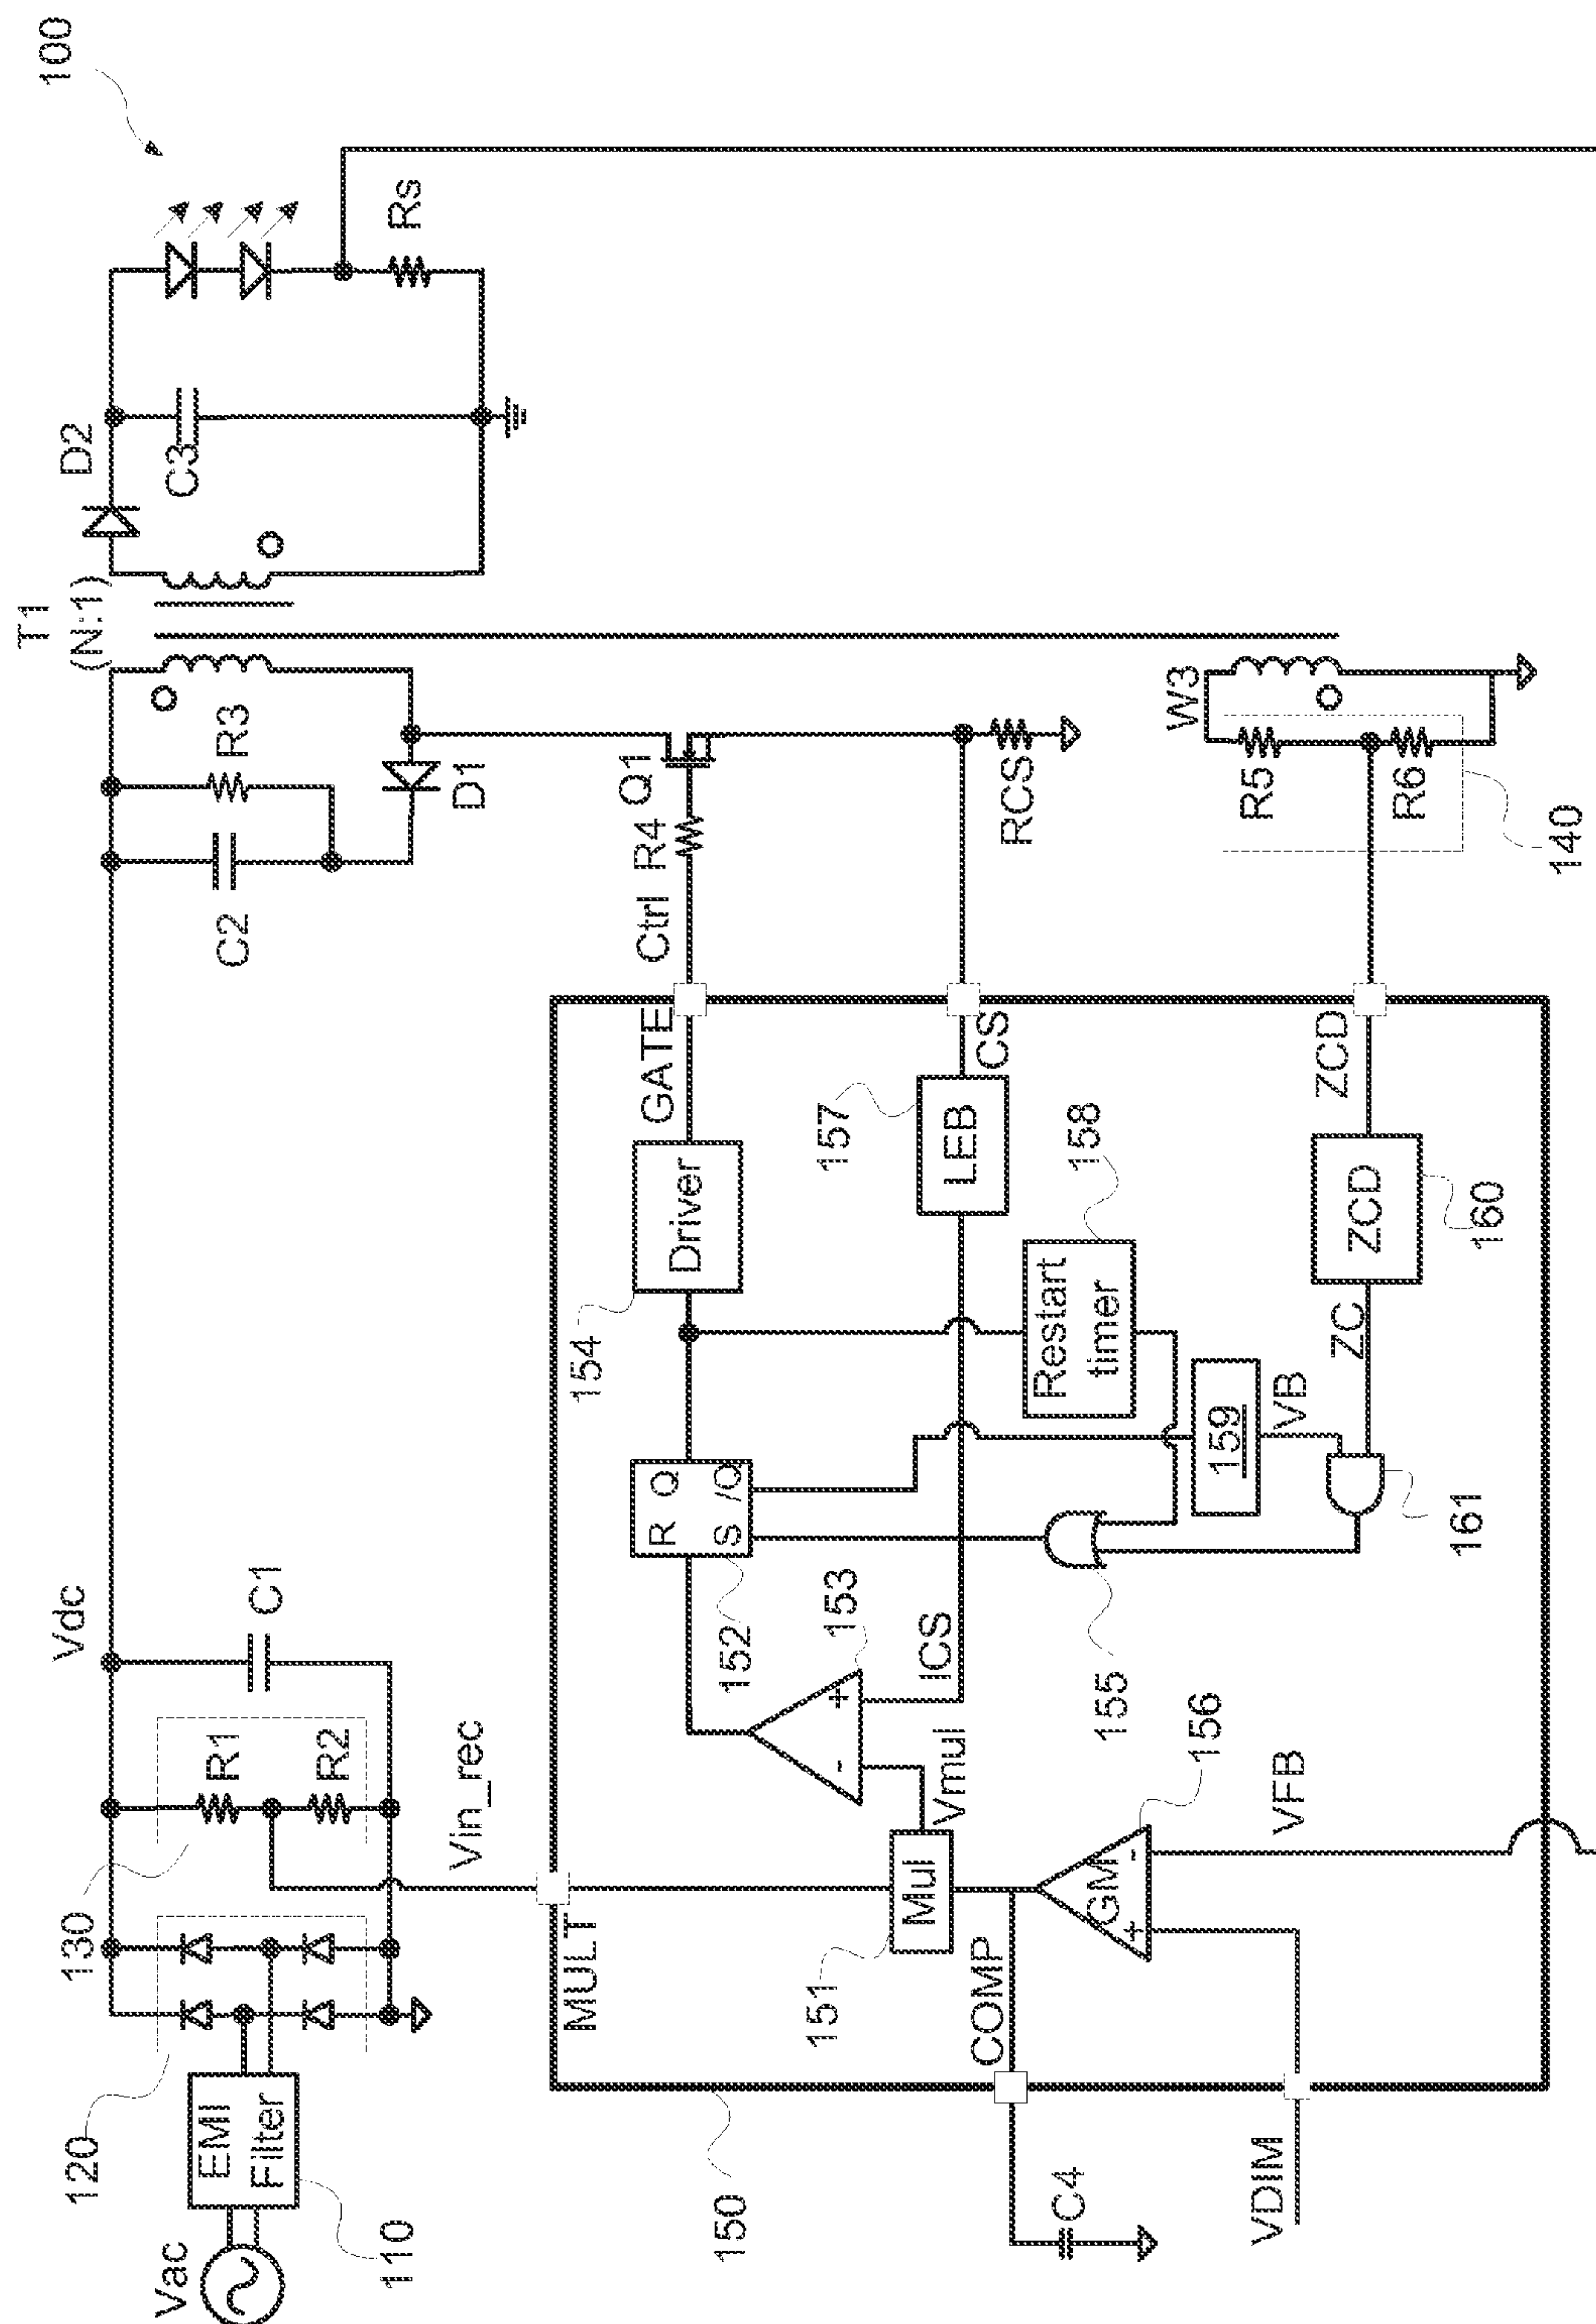 100
T1
(N:1)
D2
C3
Rs
Vdc
C1
R1
R2
130
120
EMI
Filter
110
Vac
Vin_rec
C2
R3
D1
Q1
R4
Ctrl
RCS
W3
R5
R6
140
GATE
Driver
154
157
LEB
CS
158
Restart
timer
ZCD
ZCD
160
ZC
159
VB
161
R Q
S /Q
152
153
+
-
ICS
155
Vmul
MULT
Mul
151
COMP
GM
+
-
156
VFB
150
C4
VDIM